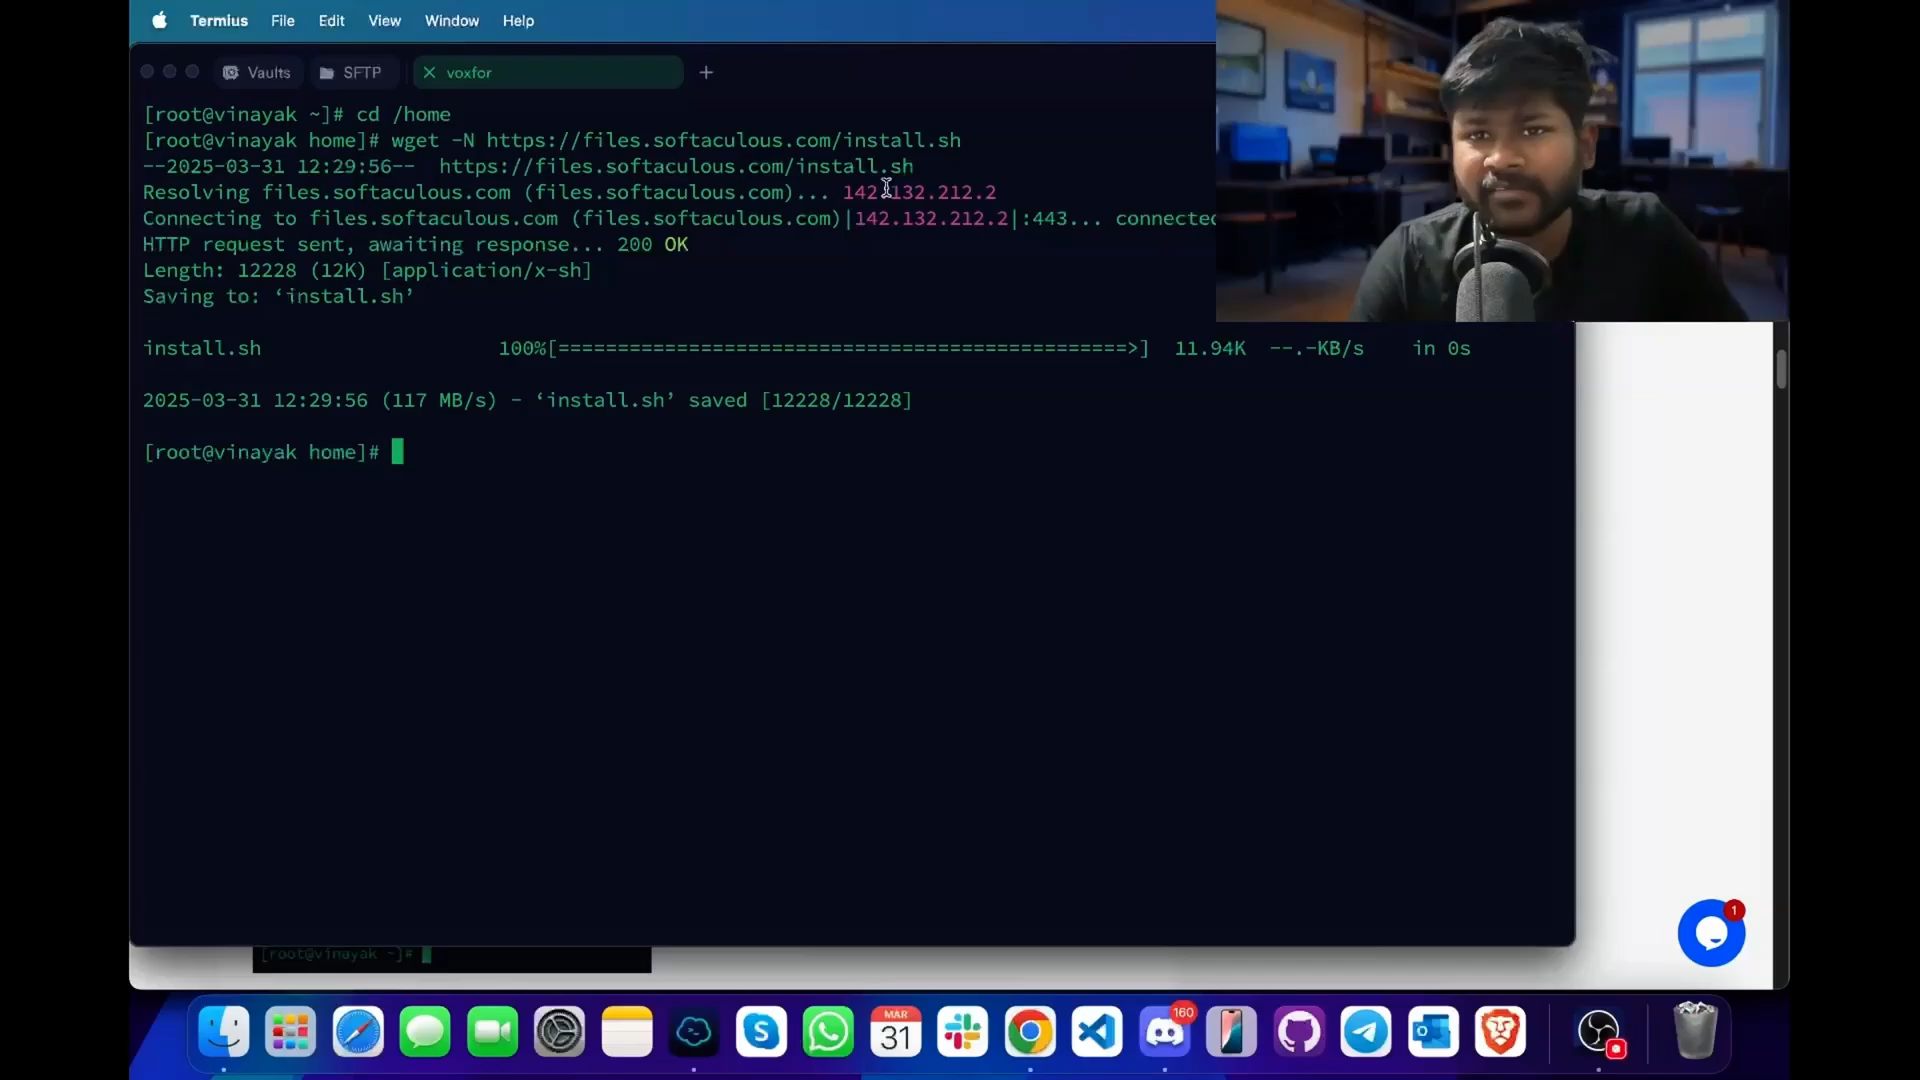 Termius File Edit View Window Help
Vaults SFTP voxfor
[root@vinayak ~]# cd /home
[root@vinayak home]# wget -N https://files.softaculous.com/install.sh
--2025-03-31 12:29:56-- https://files.softaculous.com/install.sh
Resolving files.softaculous.com (files.softaculous.com)... 142.132.212.2
Connecting to files.softaculous.com (files.softaculous.com)|142.132.212.2|:443... connected
HTTP request sent, awaiting response... 200 OK
Length: 12228 (12K) [application/x-sh]
Saving to: ‘install.sh’
install.sh 100%[================================================>] 11.94K --.-KB/s in 0s
2025-03-31 12:29:56 (117 MB/s) - ‘install.sh’ saved [12228/12228]
[root@vinayak home]#
1
[root@vinayak ~]#
MAR
31
160